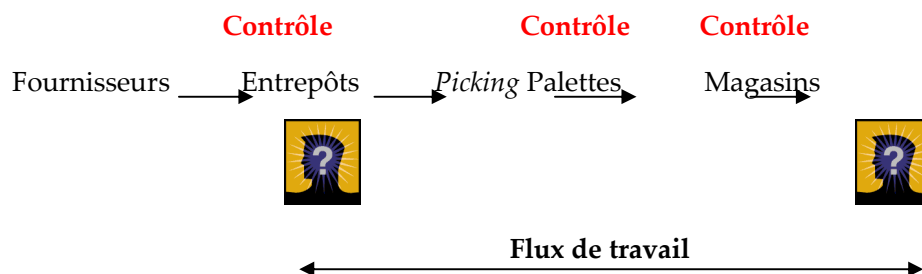 Contrôle Contrôle Contrôle
Fournisseurs Entrepôts Picking Palettes Magasins
? ?
Flux de travail